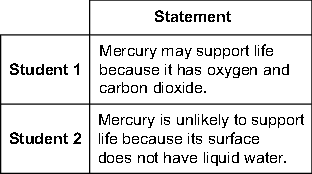 Statement
Student 1
Mercury may support life
because it has oxygen and
carbon dioxide.
Student 2
Mercury is unlikely to support
life because its surface
does not have liquid water.